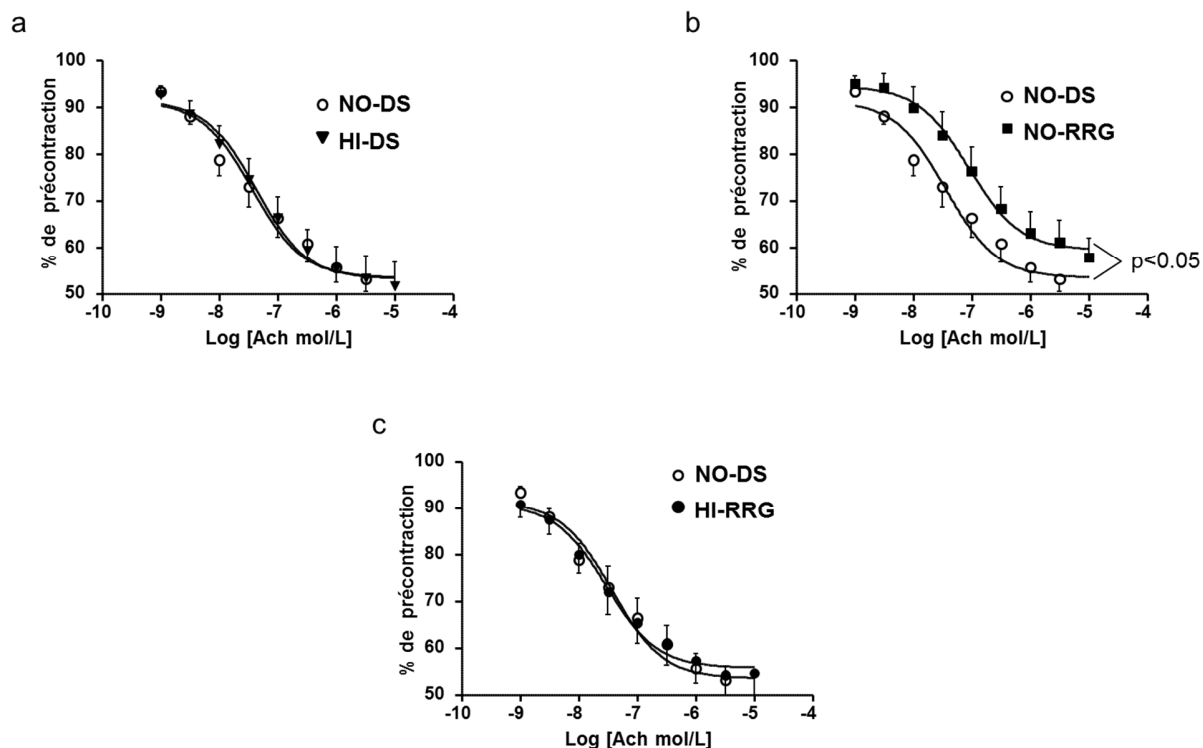 a
% de précontraction
100
90
80
70
60
50
-10 -9 -8 -7 -6 -5 -4
Log [Ach mol/L]
NO-DS
HI-DS
b
% de précontraction
100
90
80
70
60
50
-10 -9 -8 -7 -6 -5 -4
Log [Ach mol/L]
NO-DS
NO-RRG
p<0.05
c
% de précontraction
100
90
80
70
60
50
-10 -9 -8 -7 -6 -5 -4
Log [Ach mol/L]
NO-DS
HI-RRG